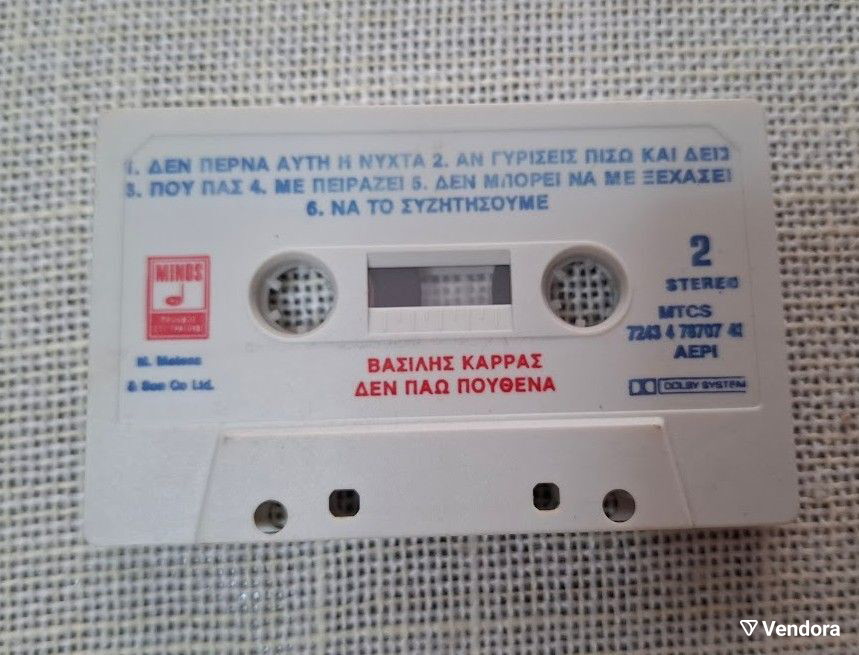 1. ΔΕΝ ΠΕΡΝΑ ΑΥΤΗ Η ΝΥΧΤΑ 2. ΑΝ ΓΥΡΙΣΕΙΣ ΠΙΣΩ ΚΑΙ ΔΕΙΣ
3. ΠΟΥ ΠΑΣ 4. ΜΕ ΠΕΙΡΑΖΕΙ 5. ΔΕΝ ΜΠΟΡΕΙ ΝΑ ΜΕ ΞΕΧΑΣΕΙ
6. ΝΑ ΤΟ ΣΥΖΗΤΗΣΟΥΜΕ
MINOS
2
STEREO
MTCS
7243 4 78707 4
ΑΕΡΙ
M. Matsas
& Son Co Ltd.
ΒΑΣΙΛΗΣ ΚΑΡΡΑΣ
ΔΕΝ ΠΑΩ ΠΟΥΘΕΝΑ
DOLBY SYSTEM
Vendora